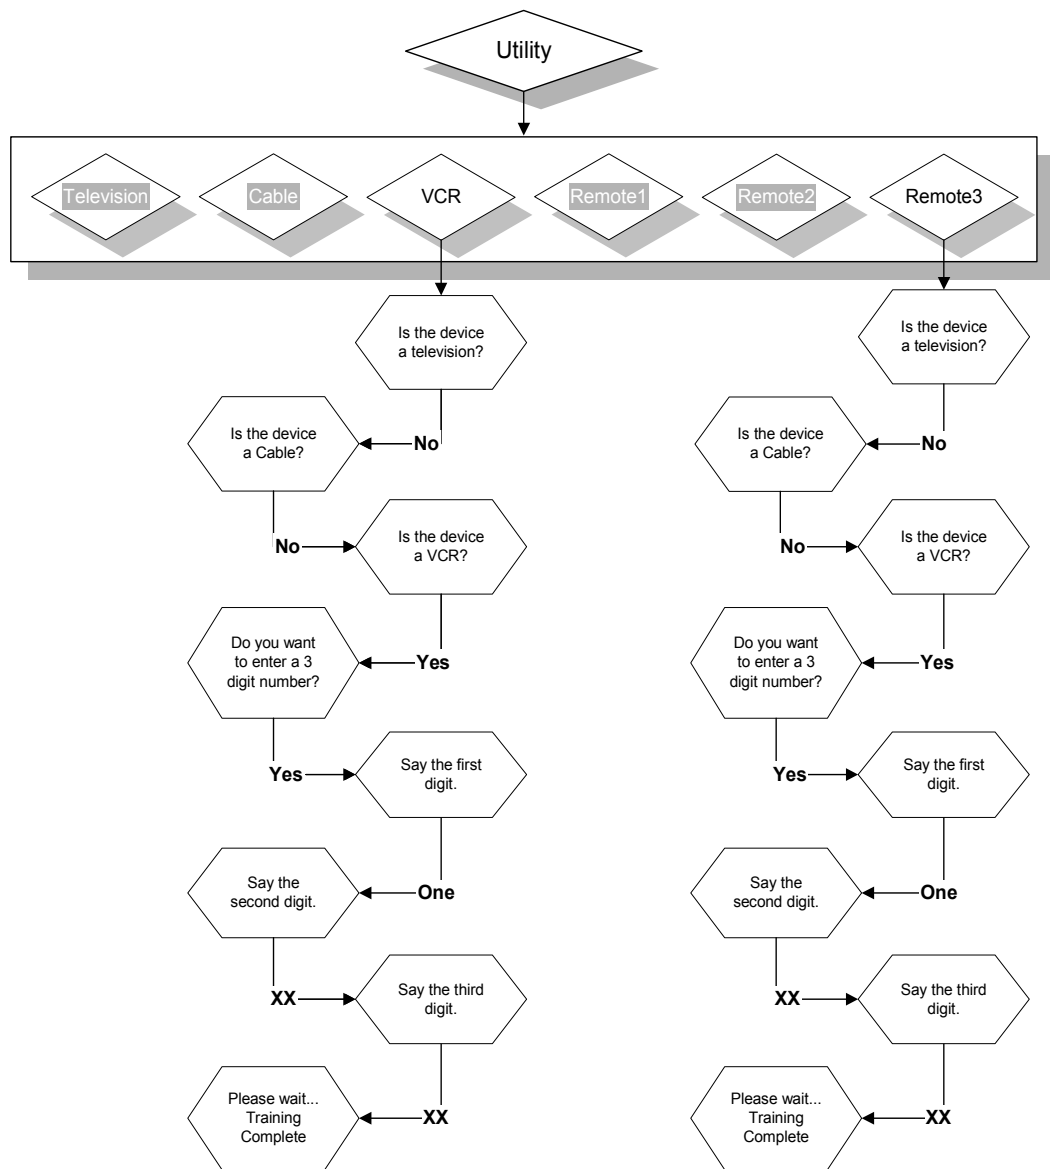 Utility
Television
Cable
VCR
Remote1
Remote2
Remote3
Is the device
a television?
No
Is the device
a Cable?
No
Is the device
a VCR?
Yes
Do you want
to enter a 3
digit number?
Yes
Say the first
digit.
One
Say the
second digit.
XX
Say the third
digit.
XX
Please wait...
Training
Complete
Is the device
a television?
No
Is the device
a Cable?
No
Is the device
a VCR?
Yes
Do you want
to enter a 3
digit number?
Yes
Say the first
digit.
One
Say the
second digit.
XX
Say the third
digit.
XX
Please wait...
Training
Complete